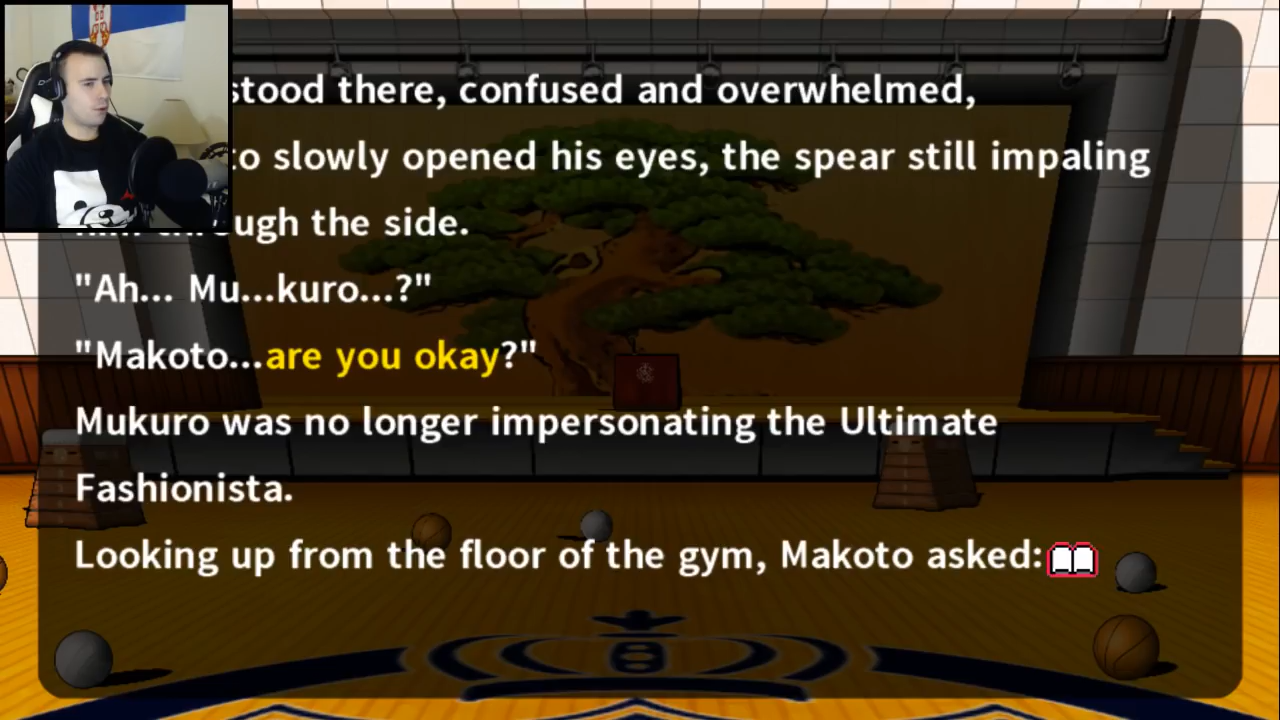 stood there, confused and overwhelmed,
slowly opened his eyes, the spear still impaling
through the side.
"Ah... Mu...kuro...?"
"Makoto...are you okay?"
Mukuro was no longer impersonating the Ultimate
Fashionista.
Looking up from the floor of the gym, Makoto asked: